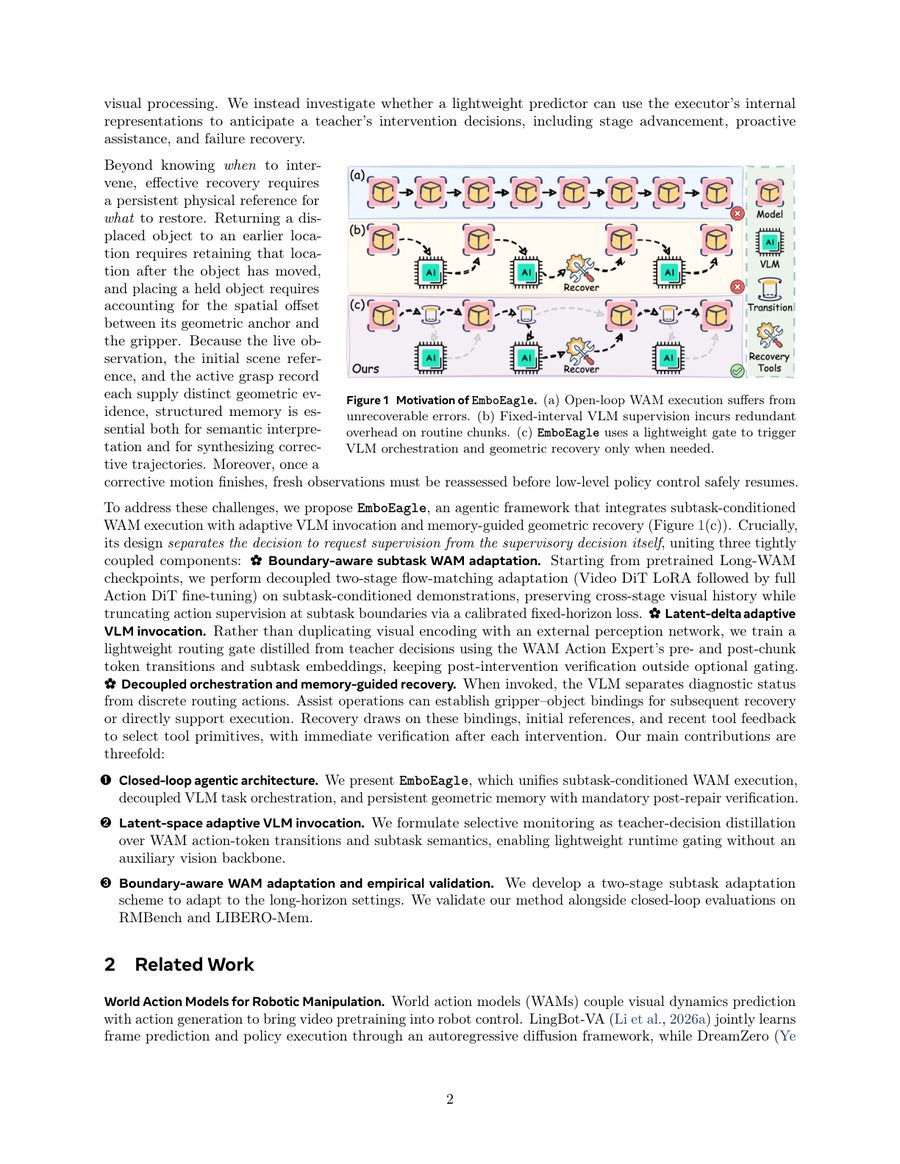 visual processing. We instead investigate whether a lightweight predictor can use the executor's internal
representations to anticipate a teacher's intervention decisions, including stage advancement, proactive
assistance, and failure recovery.
Beyond knowing when to inter-
vene, effective recovery requires
a persistent physical reference for
what to restore. Returning a dis-
placed object to an earlier loca-
tion requires retaining that loca-
tion after the object has moved,
and placing a held object requires
accounting for the spatial offset
between its geometric anchor and
the gripper. Because the live ob-
servation, the initial scene refer-
ence, and the active grasp record
each supply distinct geometric ev-
idence, structured memory is es-
sential both for semantic interpre-
tation and for synthesizing correc-
tive trajectories. Moreover, once a
corrective motion finishes, fresh observations must be reassessed before low-level policy control safely resumes.
(a)
(b)
AI
AI
Recover
AI
(c)
AI
AI
Recover
AI
Ours
Model
AI
VLM
Transition
Recovery
Tools
Figure 1 Motivation of EmboEagle. (a) Open-loop WAM execution suffers from
unrecoverable errors. (b) Fixed-interval VLM supervision incurs redundant
overhead on routine chunks. (c) EmboEagle uses a lightweight gate to trigger
VLM orchestration and geometric recovery only when needed.
To address these challenges, we propose EmboEagle, an agentic framework that integrates subtask-conditioned
WAM execution with adaptive VLM invocation and memory-guided geometric recovery (Figure 1(c)). Crucially,
its design separates the decision to request supervision from the supervisory decision itself, uniting three tightly
coupled components: ✿ Boundary-aware subtask WAM adaptation. Starting from pretrained Long-WAM
checkpoints, we perform decoupled two-stage flow-matching adaptation (Video DiT LoRA followed by full
Action DiT fine-tuning) on subtask-conditioned demonstrations, preserving cross-stage visual history while
truncating action supervision at subtask boundaries via a calibrated fixed-horizon loss. ✿ Latent-delta adaptive
VLM invocation. Rather than duplicating visual encoding with an external perception network, we train a
lightweight routing gate distilled from teacher decisions using the WAM Action Expert's pre- and post-chunk
token transitions and subtask embeddings, keeping post-intervention verification outside optional gating.
✿ Decoupled orchestration and memory-guided recovery. When invoked, the VLM separates diagnostic status
from discrete routing actions. Assist operations can establish gripper–object bindings for subsequent recovery
or directly support execution. Recovery draws on these bindings, initial references, and recent tool feedback
to select tool primitives, with immediate verification after each intervention. Our main contributions are
threefold:
❶ Closed-loop agentic architecture. We present EmboEagle, which unifies subtask-conditioned WAM execution,
decoupled VLM task orchestration, and persistent geometric memory with mandatory post-repair verification.
❷ Latent-space adaptive VLM invocation. We formulate selective monitoring as teacher-decision distillation
over WAM action-token transitions and subtask semantics, enabling lightweight runtime gating without an
auxiliary vision backbone.
❸ Boundary-aware WAM adaptation and empirical validation. We develop a two-stage subtask adaptation
scheme to adapt to the long-horizon settings. We validate our method alongside closed-loop evaluations on
RMBench and LIBERO-Mem.
2 Related Work
World Action Models for Robotic Manipulation. World action models (WAMs) couple visual dynamics prediction
with action generation to bring video pretraining into robot control. LingBot-VA (Li et al., 2026a) jointly learns
frame prediction and policy execution through an autoregressive diffusion framework, while DreamZero (Ye
2